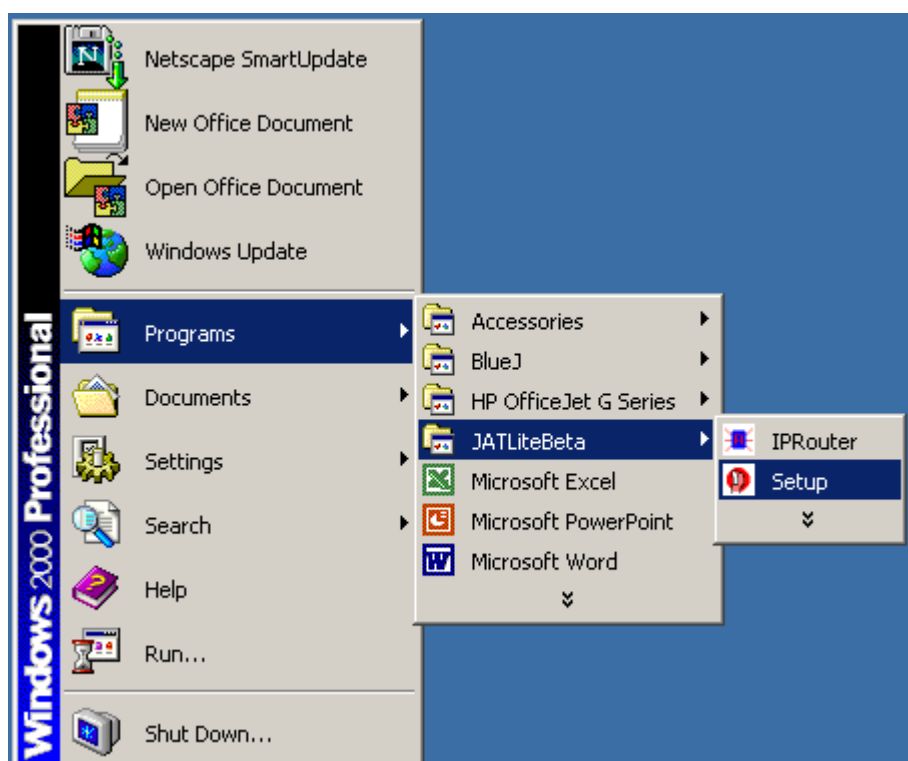 Netscape SmartUpdate
New Office Document
Open Office Document
Windows Update
Programs
Documents
Settings
Search
Help
Run...
Shut Down...
Windows 2000 Professional
Accessories
BlueJ
HP OfficeJet G Series
JATLiteBeta
Microsoft Excel
Microsoft PowerPoint
Microsoft Word
IPRouter
Setup